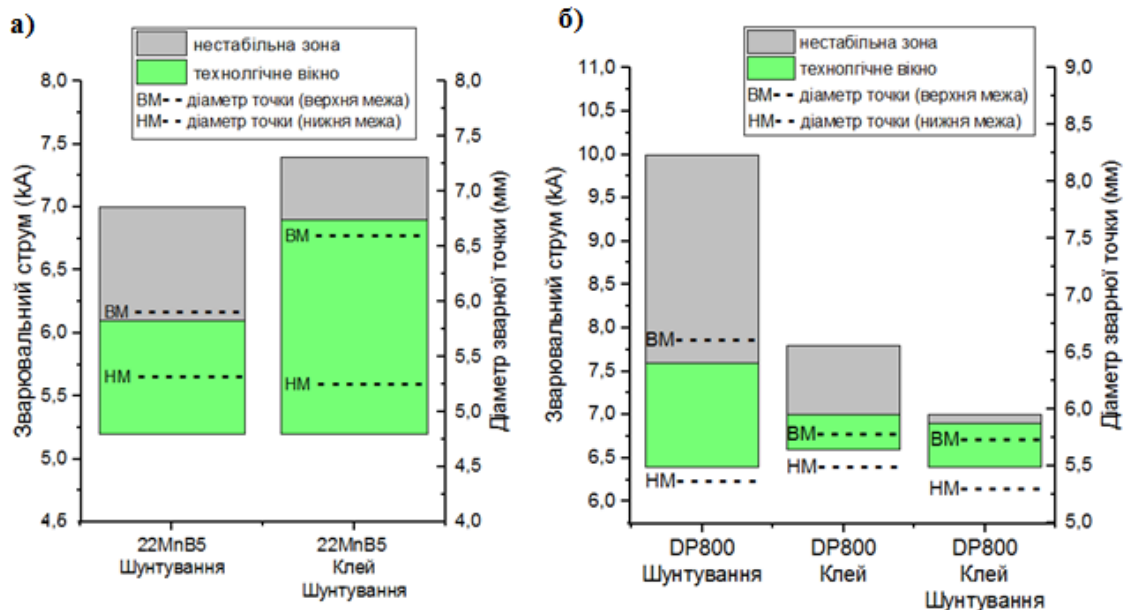 а)
нестабільна зона
технолгічне вікно
ВМ--- діаметр точки (верхня межа)
НМ--- діаметр точки (нижня межа)
Зварювальний струм (kA)
8,0
7,5
7,0
6,5
6,0
5,5
5,0
4,6
8,0
7,5
7,0
6,5
6,0
5,5
5,0
4,5
4,0
Діаметр зварної точки (мм)
ВМ
НМ
ВМ
НМ
22MnB5
Шунтування
22MnB5
Клей
Шунтування
б)
нестабільна зона
технолгічне вікно
ВМ--- діаметр точки (верхня межа)
НМ--- діаметр точки (нижня межа)
Зварювальний струм (kA)
11,0
10,5
10,0
9,5
9,0
8,5
8,0
7,5
7,0
6,5
6,0
9,0
8,5
8,0
7,5
7,0
6,5
6,0
5,5
5,0
Діаметр зварної точки (мм)
ВМ
НМ
ВМ
НМ
ВМ
НМ
DP800
Шунтування
DP800
Клей
DP800
Клей
Шунтування